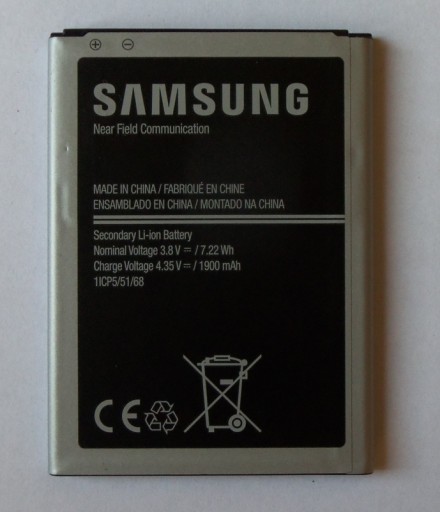 SAMSUNG
Near Field Communication
MADE IN CHINA / FABRIQUÉ EN CHINE
ENSAMBLADO EN CHINA / MONTADO NA CHINA
Secondary Li-ion Battery
Nominal Voltage 3.8 V ⎓ / 7.22 Wh
Charge Voltage 4.35 V ⎓ / 1900 mAh
1ICP5/51/68
CE